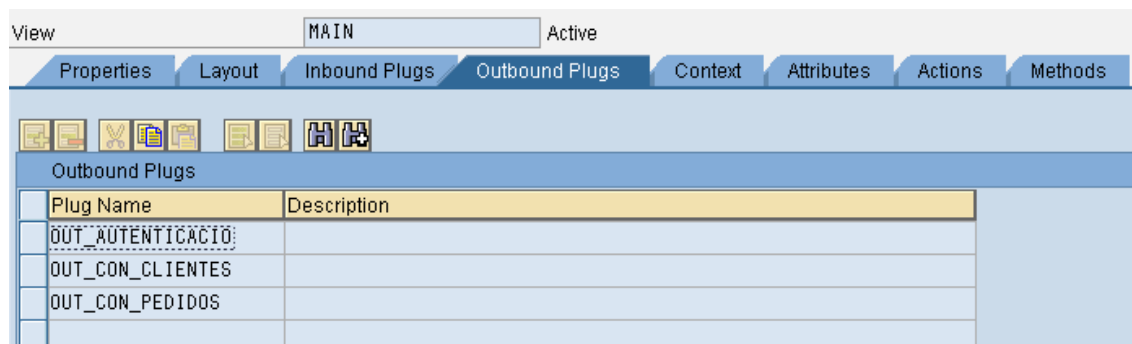 View MAIN Active
Properties Layout Inbound Plugs Outbound Plugs Context Attributes Actions Methods
Outbound Plugs
Plug Name Description
OUT_AUTENTICACIO
OUT_CON_CLIENTES
OUT_CON_PEDIDOS